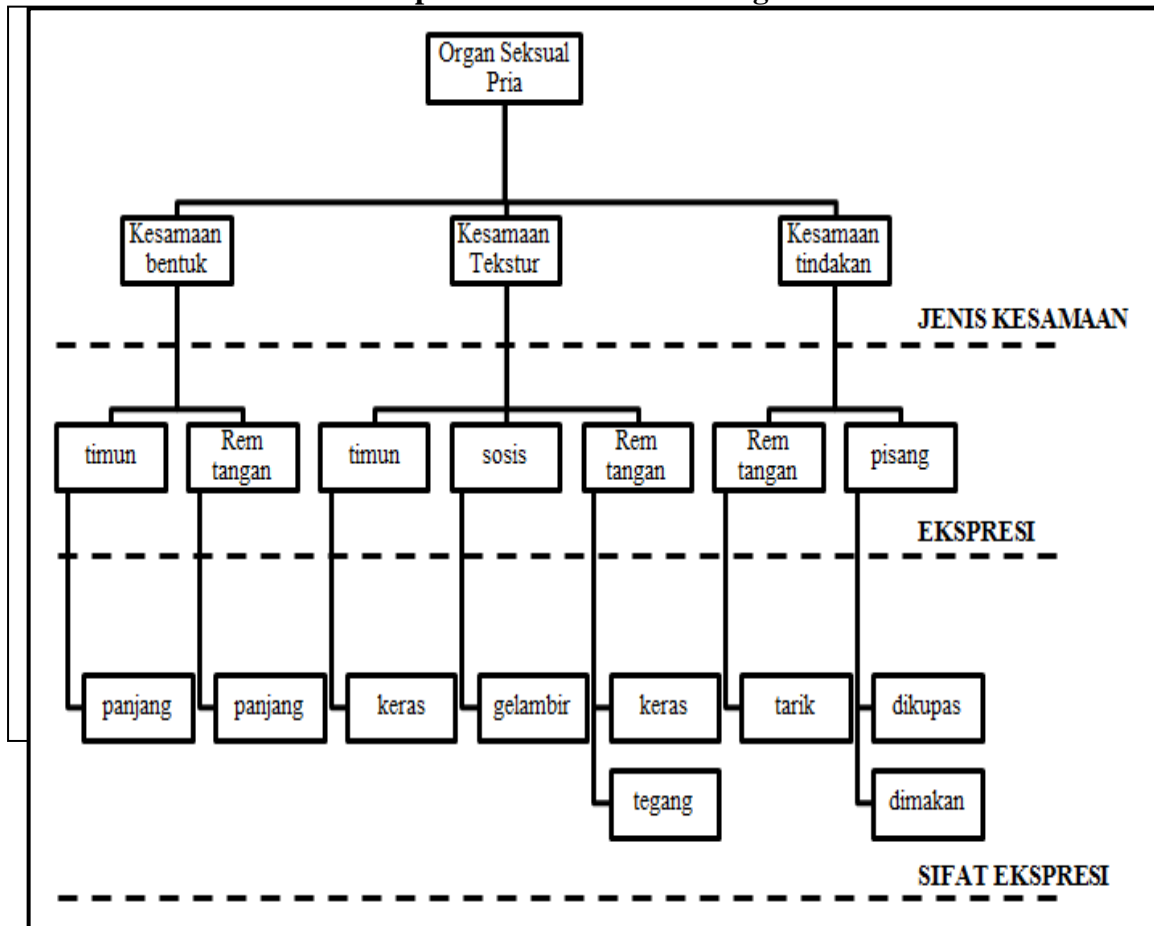 Organ Seksual
Pria
Kesamaan
bentuk
Kesamaan
Tekstur
Kesamaan
tindakan
JENIS KESAMAAN
timun
Rem
tangan
timun
sosis
Rem
tangan
Rem
tangan
pisang
EKSPRESI
panjang
panjang
keras
gelambir
keras
tarik
dikupas
tegang
dimakan
SIFAT EKSPRESI